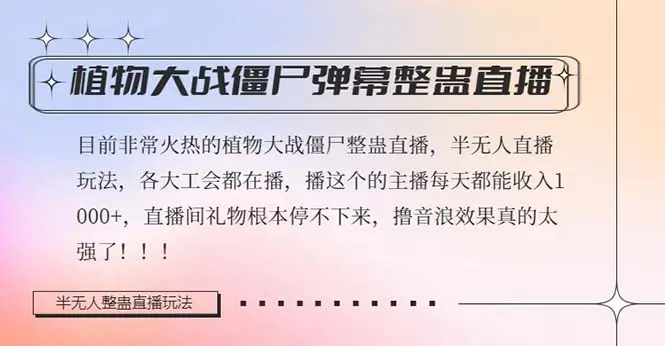 植物大战僵尸弹幕整蛊直播
目前非常火热的植物大战僵尸整蛊直播，半无人直播
玩法，各大工会都在播，播这个的主播每天都能收入1
000+，直播间礼物根本停不下来，撸音浪效果真的太
强了！！！
半无人整蛊直播玩法